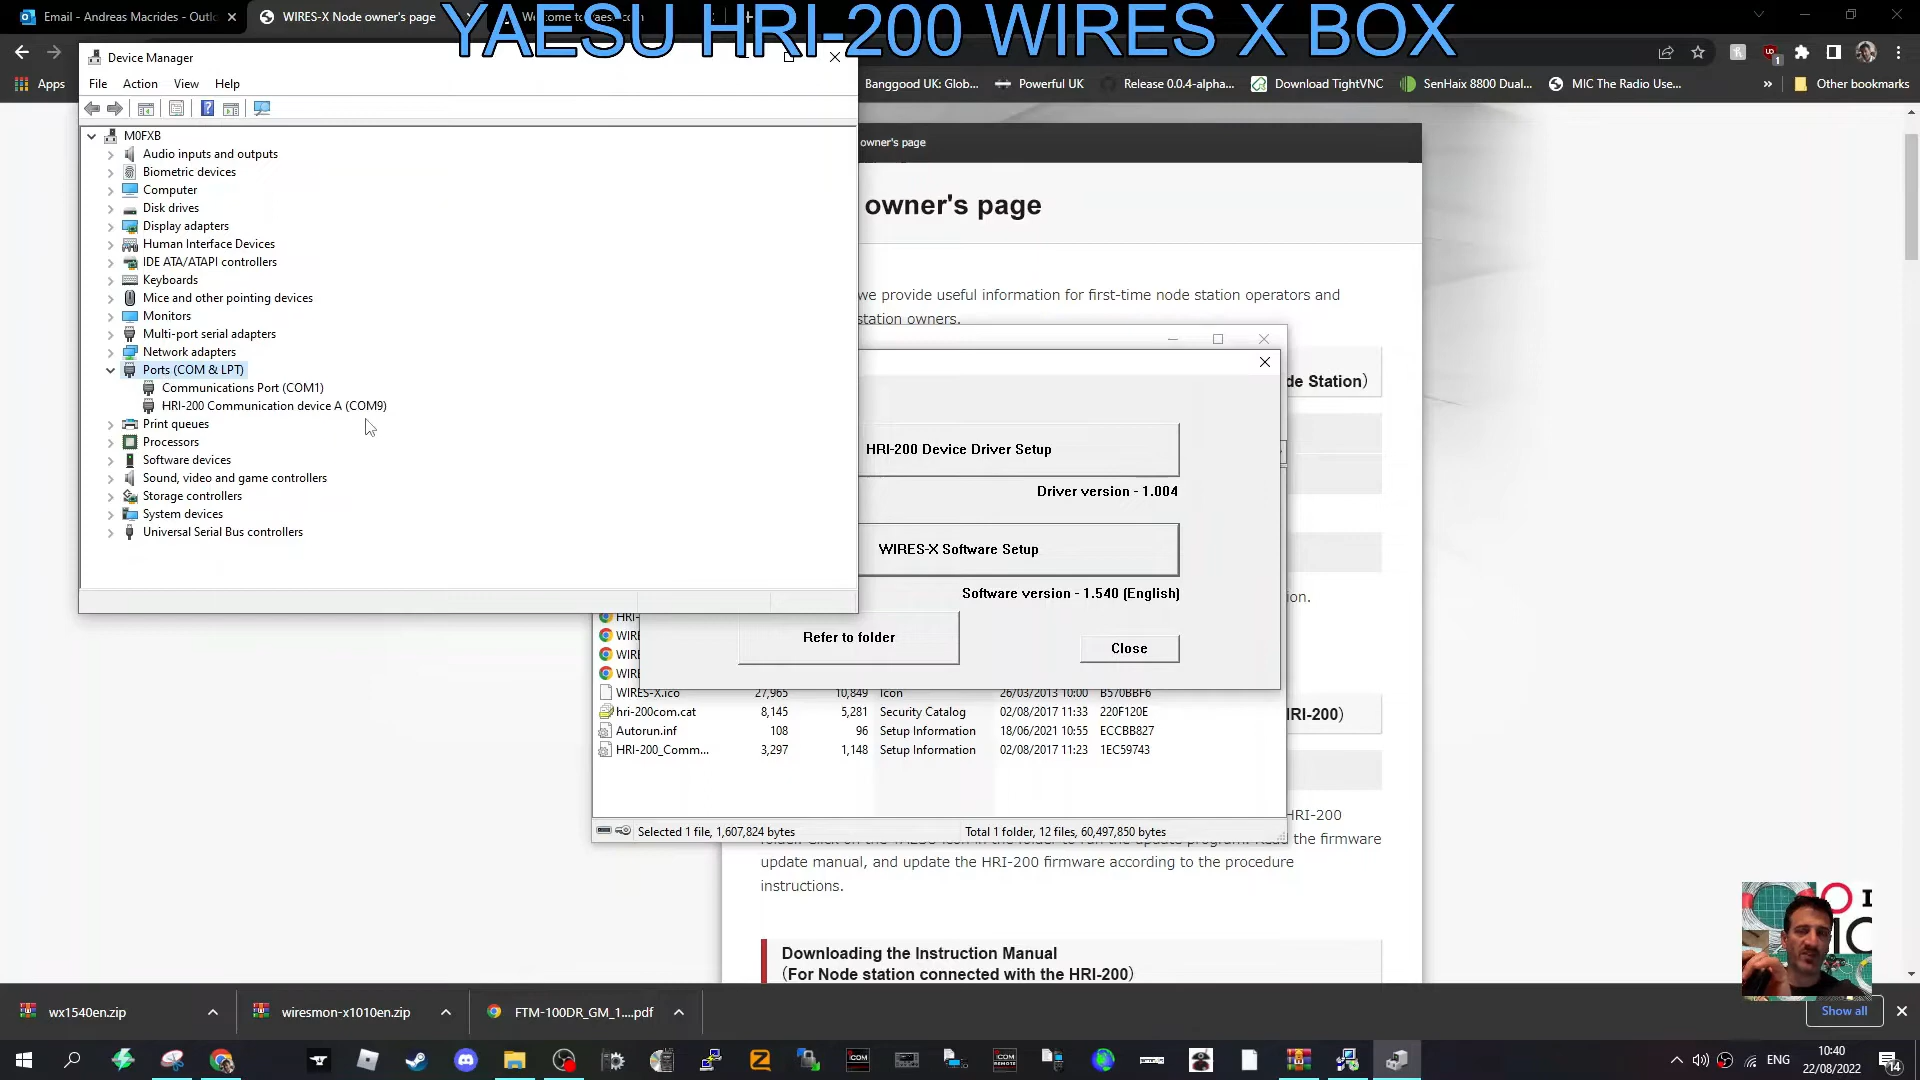 Email - Andreas Macrides - Outl
WIRES-X Node owner's page
YAESU HRI-200 WIRES X BOX
Device Manager
File
Action
View
Help
Apps
Banggood UK: Glob...
Powerful UK
Release 0.0.4-alpha...
Download TightVNC
SenHaix 8800 Dual...
MIC The Radio Use...
»
Other bookmarks
M0FXB
Audio inputs and outputs
Biometric devices
Computer
Disk drives
Display adapters
Human Interface Devices
IDE ATA/ATAPI controllers
Keyboards
Mice and other pointing devices
Monitors
Multi-port serial adapters
Network adapters
Ports (COM & LPT)
Communications Port (COM1)
HRI-200 Communication device A (COM9)
Print queues
Processors
Software devices
Sound, video and game controllers
Storage controllers
System devices
Universal Serial Bus controllers
owner's page
owner's page
we provide useful information for first-time node station operators and
station owners.
de Station)
HRI-200 Device Driver Setup
Driver version - 1.004
WIRES-X Software Setup
Software version - 1.540 (English)
Refer to folder
Close
ion.
HRI-
WIRE
WIRE
WIRE
WIRES-X.ico 27,965 10,849 Icon 26/03/2013 10:00 B570BBF6
hri-200com.cat 8,145 5,281 Security Catalog 02/08/2017 11:33 220F120E
Autorun.inf 108 96 Setup Information 18/06/2021 10:55 ECCBB827
HRI-200_Comm... 3,297 1,148 Setup Information 02/08/2017 11:23 1EC59743
Selected 1 file, 1,607,824 bytes
Total 1 folder, 12 files, 60,497,850 bytes
IRI-200)
HRI-200
the firmware
update manual, and update the HRI-200 firmware according to the procedure
instructions.
Downloading the Instruction Manual
(For Node station connected with the HRI-200)
wx1540en.zip
wiresmon-x1010en.zip
FTM-100DR_GM_1....pdf
Show all
ENG
10:40
22/08/2022
14